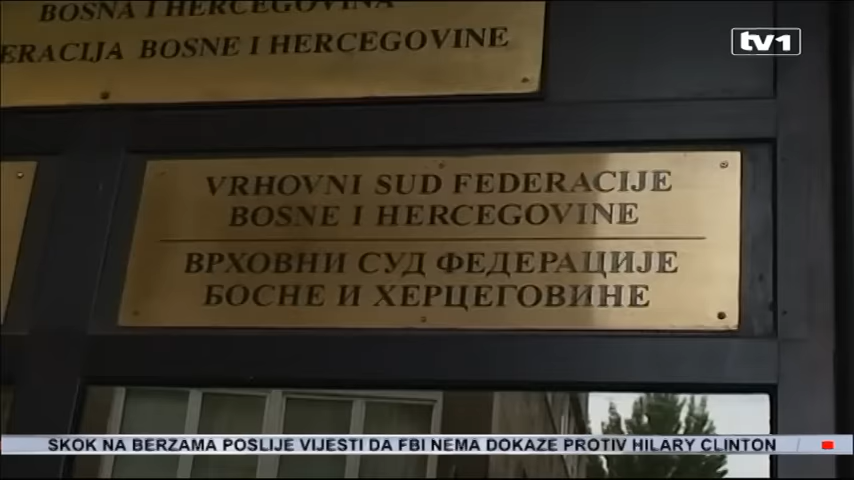 BOSNA I HERCEGOVINA
ERACIJA BOSNE I HERCEGOVINE
tv1
VRHOVNI SUD FEDERACIJE
BOSNE I HERCEGOVINE
ВРХОВНИ СУД ФЕДЕРАЦИЈЕ
БОСНЕ И ХЕРЦЕГОВИНЕ
SKOK NA BERZAMA POSLIJE VIJESTI DA FBI NEMA DOKAZE PROTIV HILARY CLINTON